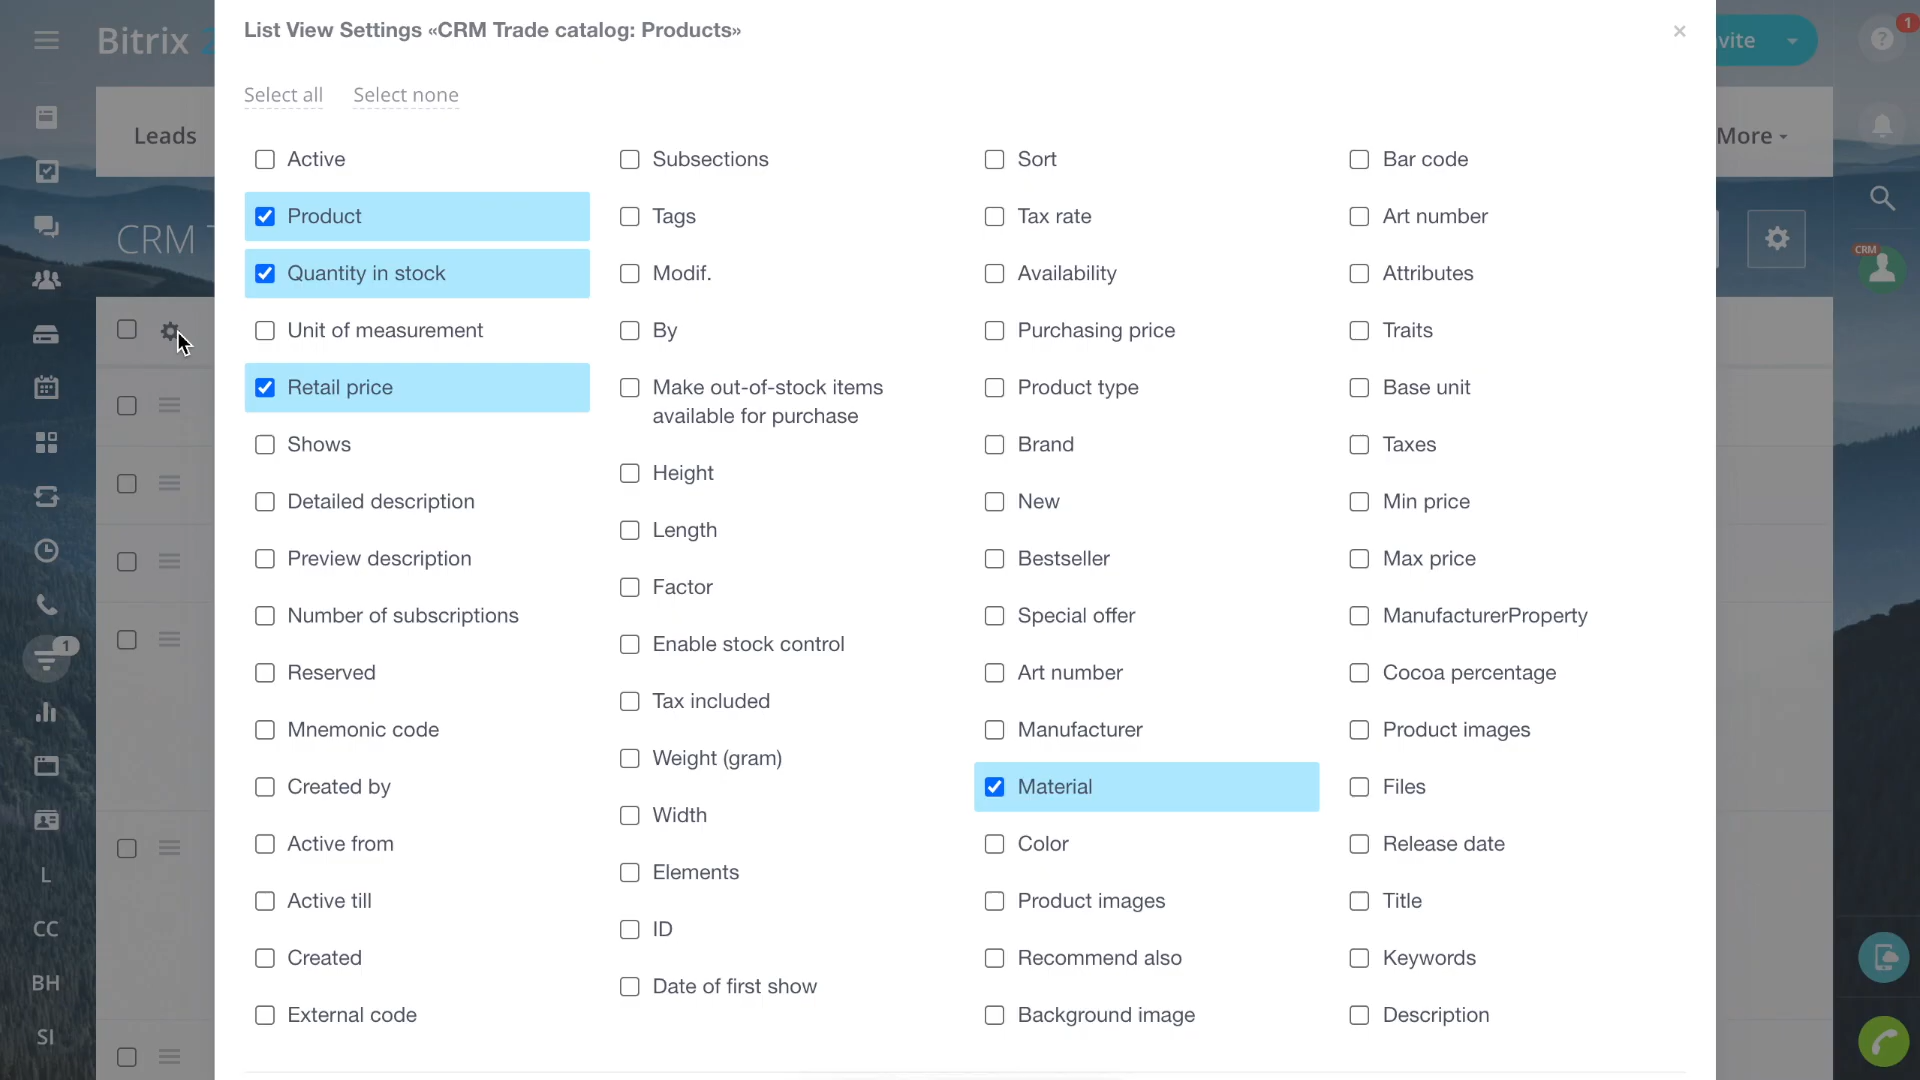 List View Settings «CRM Trade catalog: Products»
×
Bitrix 2
vite
1
?
Select all
Select none
Leads
More
CRM
CRM
Active
Product
Quantity in stock
Unit of measurement
Retail price
Shows
Detailed description
Preview description
Number of subscriptions
Reserved
Mnemonic code
Created by
Active from
Active till
Created
External code
Subsections
Tags
Modif.
By
Make out-of-stock items
available for purchase
Height
Length
Factor
Enable stock control
Tax included
Weight (gram)
Width
Elements
ID
Date of first show
Sort
Tax rate
Availability
Purchasing price
Product type
Brand
New
Bestseller
Special offer
Art number
Manufacturer
Material
Color
Product images
Recommend also
Background image
Bar code
Art number
Attributes
Traits
Base unit
Taxes
Min price
Max price
ManufacturerProperty
Cocoa percentage
Product images
Files
Release date
Title
Keywords
Description
1
L
CC
BH
SI